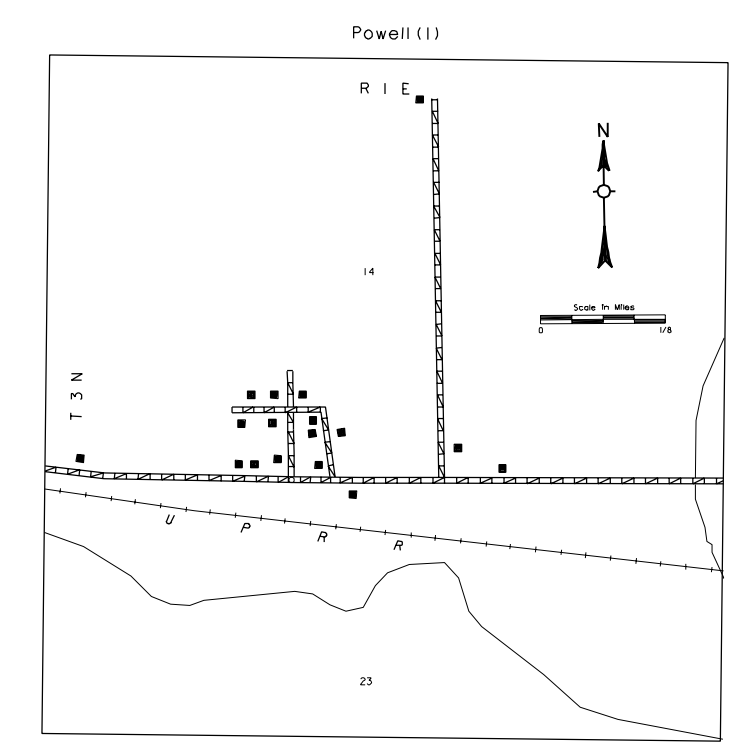 Powell (1)
R 1 E
N
14
Scale in Miles
0 1/8
T 3 N
U P R R
23